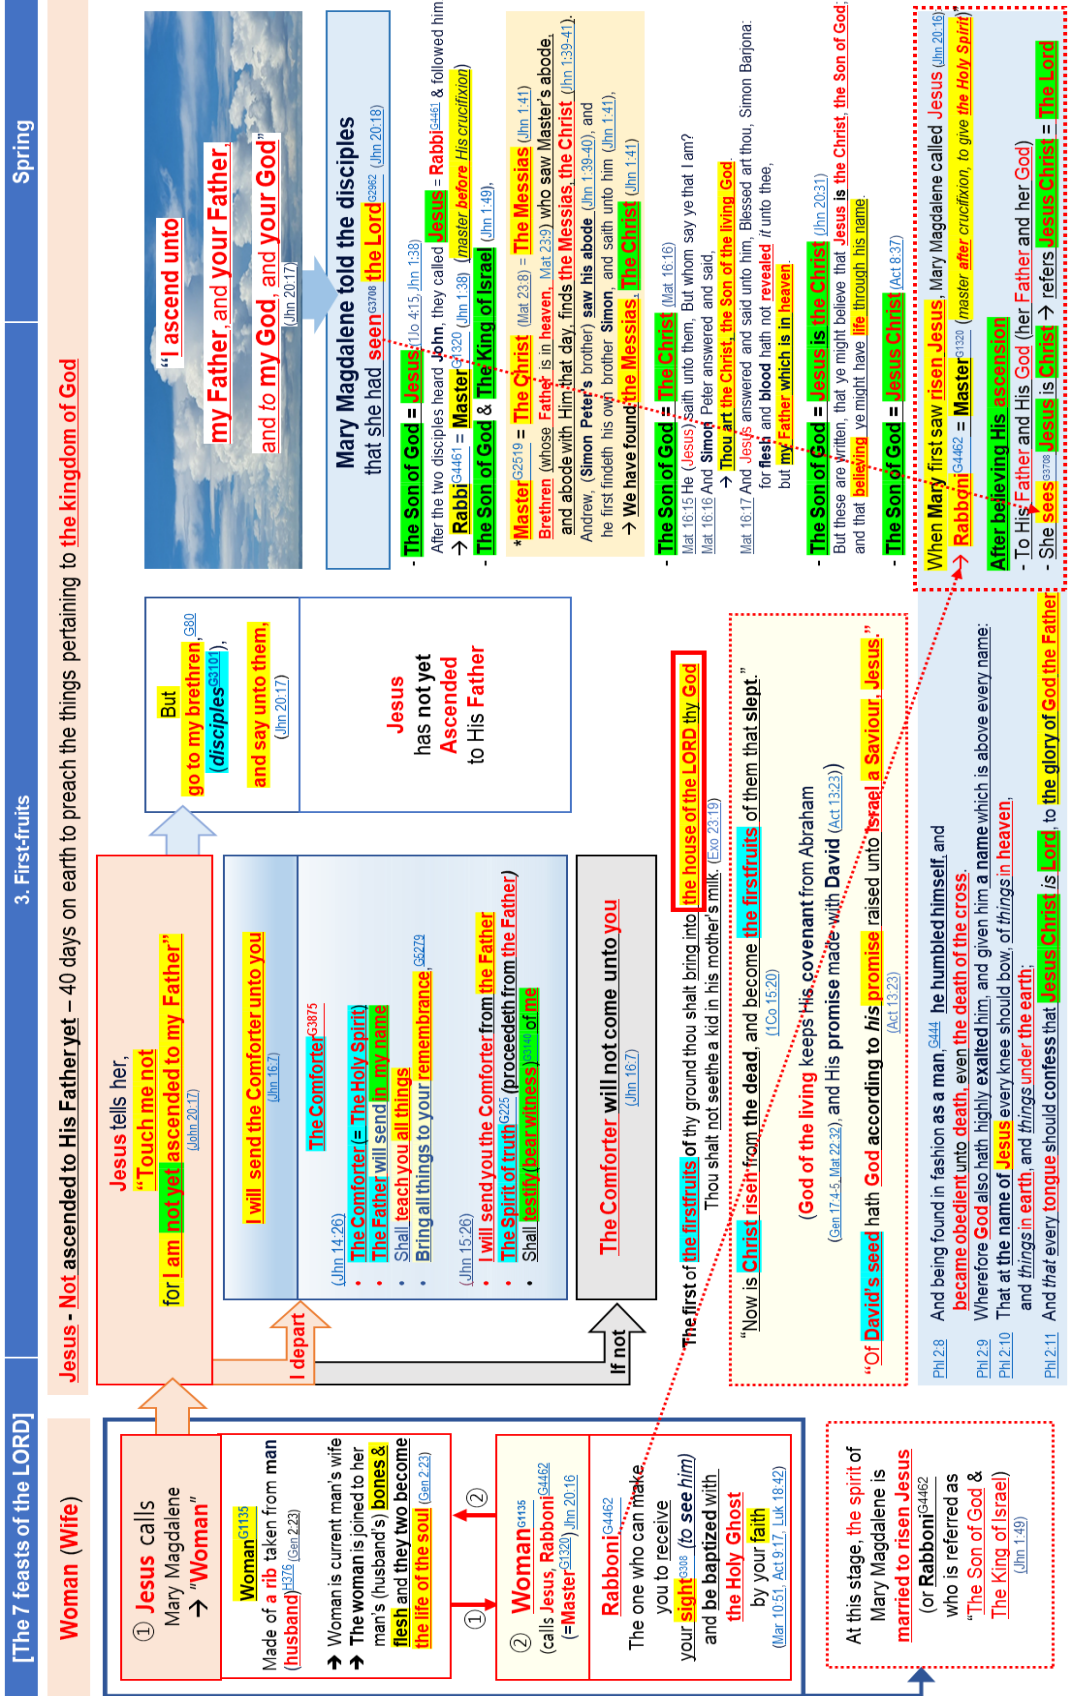 [The 7 feasts of the LORD]
3. First-fruits
Spring
Woman (Wife)
Jesus - Not ascended to His Father yet – 40 days on earth to preach the things pertaining to the kingdom of God
① Jesus calls
Mary Magdalene
→ "Woman"
WomanG1135
Made of a rib taken from man
(husband)H376 (Gen 2:23)
→ Woman is current man's wife
→ The woman is joined to her
man's (husband's) bones &
flesh and they two become
the life of the soul (Gen 2:23)
①
②
② WomanG1135
(calls Jesus, RabboniG4462
(=MasterG1320) Jhn 20:16
RabboniG4462
The one who can make
you to receive
your sightG308 (to see him)
and be baptized with
the Holy Ghost
by your faith
(Mar 10:51, Act 9:17, Luk 18:42)
At this stage, the spirit of
Mary Magdalene is
married to risen Jesus
(or RabboniG4462
who is referred as
"The Son of God &
The King of Israel)
(Jhn 1:49)
Jesus tells her,
"Touch me not
for I am not yet ascended to my Father"
(John 20:17)
I depart
If not
I will send the Comforter unto you
(Jhn 16:7)
The ComforterG3875
(Jhn 14:26)
• The Comforter (= The Holy Spirit)
• The Father will send in my name
• Shall teach you all things
• Bring all things to your remembrance,G5279
(Jhn 15:26)
• I will send you the Comforter from the Father
• The Spirit of truthG225 (proceedeth from the Father)
• Shall testify(bear witness)G3140 of me
The Comforter will not come unto you
(Jhn 16:7)
But
go to my brethren,G80
(disciplesG3101),
and say unto them,
(Jhn 20:17)
Jesus
has not yet
Ascended
to His Father
The first of the firstfruits of thy ground thou shalt bring into the house of the LORD thy God
Thou shalt not seethe a kid in his mother's milk. (Exo 23:19)
"Now is Christ risen from the dead, and become the firstfruits of them that slept."
(1Co 15:20)
(God of the living keeps His covenant from Abraham
(Gen 17:4-5, Mat 22:32), and His promise made with David (Act 13:23))
"Of David's seed hath God according to his promise raised unto Israel a Saviour, Jesus."
(Act 13:23)
Phl 2:8 And being found in fashion as a man,G444 he humbled himself, and
became obedient unto death, even the death of the cross.
Phl 2:9 Wherefore God also hath highly exalted him, and given him a name which is above every name:
Phl 2:10 That at the name of Jesus every knee should bow, of things in heaven,
and things in earth, and things under the earth;
Phl 2:11 And that every tongue should confess that Jesus Christ is Lord, to the glory of God the Father
"I ascend unto
my Father, and your Father,
and to my God, and your God"
(Jhn 20:17)
Mary Magdalene told the disciples
that she had seenG3708 the LordG2962 (Jhn 20:18)
- The Son of God = Jesus (1Jo 4:15, Jhn 1:38)
After the two disciples heard John, they called Jesus = RabbiG4461 & followed him
→ RabbiG4461 = MasterG1320 (Jhn 1:38) (master before His crucifixion)
- The Son of God & The King of Israel (Jhn 1:49),
*MasterG2519 = The Christ (Mat 23:8) = The Messias (Jhn 1:41)
Brethren (whose Father is in heaven, Mat 23:9) who saw Master's abode,
and abode with Him that day, finds the Messias, the Christ (Jhn 1:39-41).
Andrew, (Simon Peter's brother) saw his abode (Jhn 1:39-40), and
he first findeth his own brother Simon, and saith unto him (Jhn 1:41),
→ We have found the Messias, The Christ (Jhn 1:41)
- The Son of God = The Christ (Mat 16:16)
Mat 16:15 He (Jesus) saith unto them, But whom say ye that I am?
Mat 16:16 And Simon Peter answered and said,
→ Thou art the Christ, the Son of the living God.
Mat 16:17 And Jesus answered and said unto him, Blessed art thou, Simon Barjona:
for flesh and blood hath not revealed it unto thee,
but my Father which is in heaven.
- The Son of God = Jesus is the Christ (Jhn 20:31)
But these are written, that ye might believe that Jesus is the Christ, the Son of God;
and that believing ye might have life through his name.
- The Son of God = Jesus Christ (Act 8:37)
When Mary first saw risen Jesus, Mary Magdalene called Jesus (Jhn 20:16)
→ RabboniG4462 = MasterG1320 (master after crucifixion, to give the Holy Spirit)"
After believing His ascension
- To His Father and His God (her Father and her God)
- She seesG3708 Jesus is Christ → refers Jesus Christ = The Lord